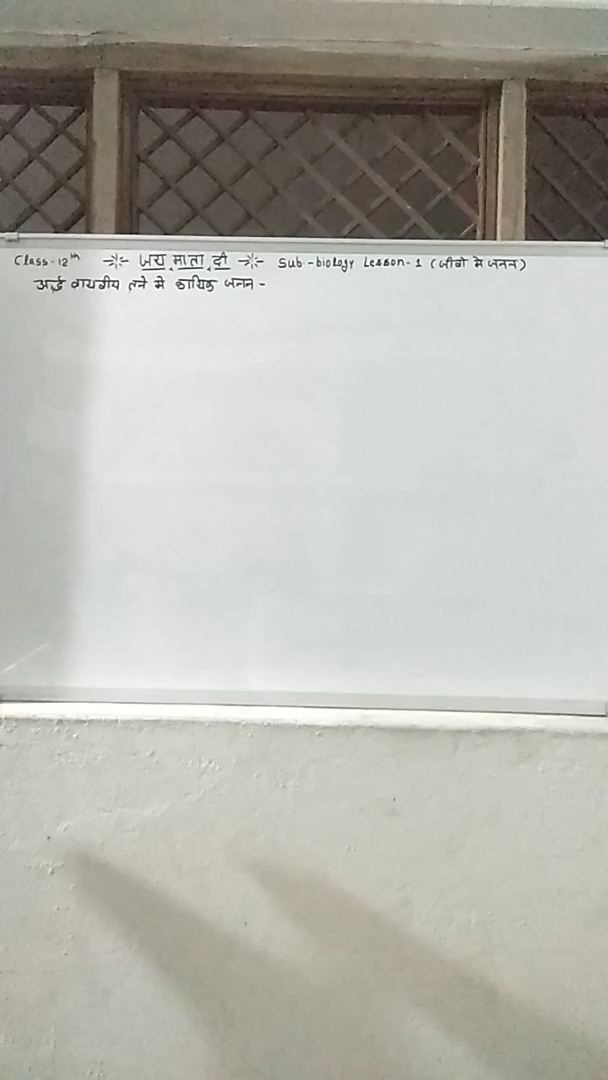 Class-12th जय माता दी Sub-biology Lesson-1 (जीवो मे जनन)
अर्द्ध वायवीय तने मे कायिक जनन -